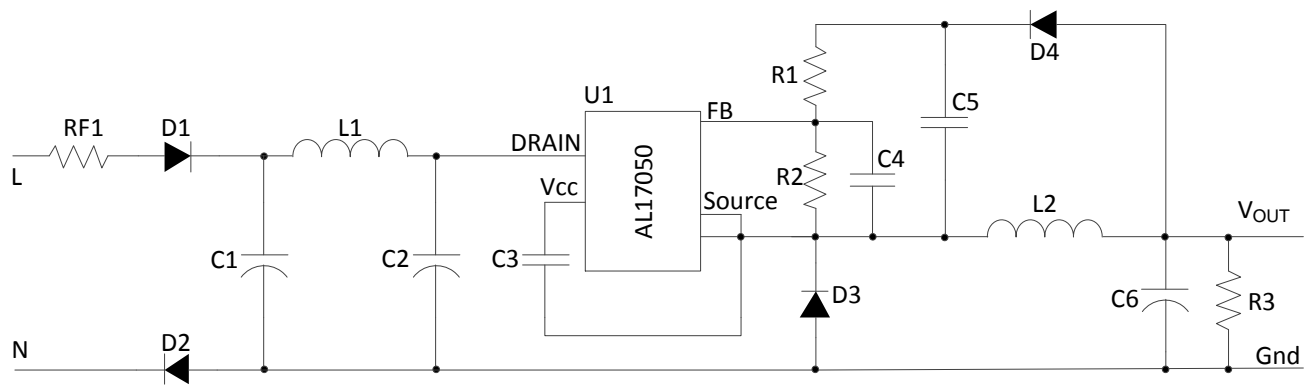 D4
R1
C5
U1
FB
RF1
D1
L1
DRAIN
C4
L
R2
Vcc
AL17050
Source
L2
VOUT
C1
C2
C3
D3
C6
R3
N
D2
Gnd